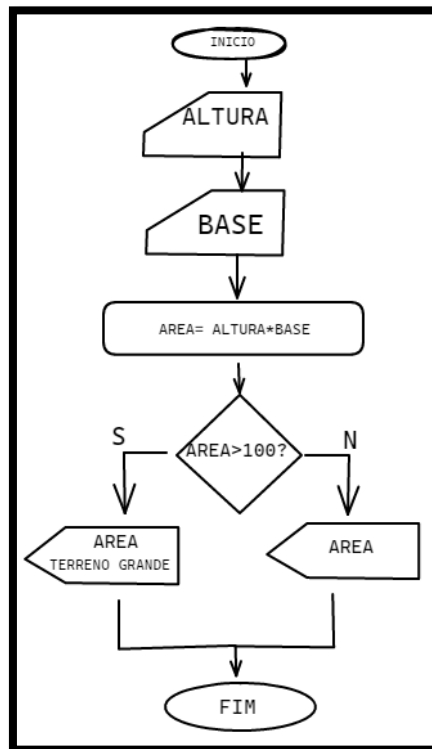 INICIO
ALTURA
BASE
AREA= ALTURA*BASE
AREA>100?
S
N
AREA
TERRENO GRANDE
AREA
FIM